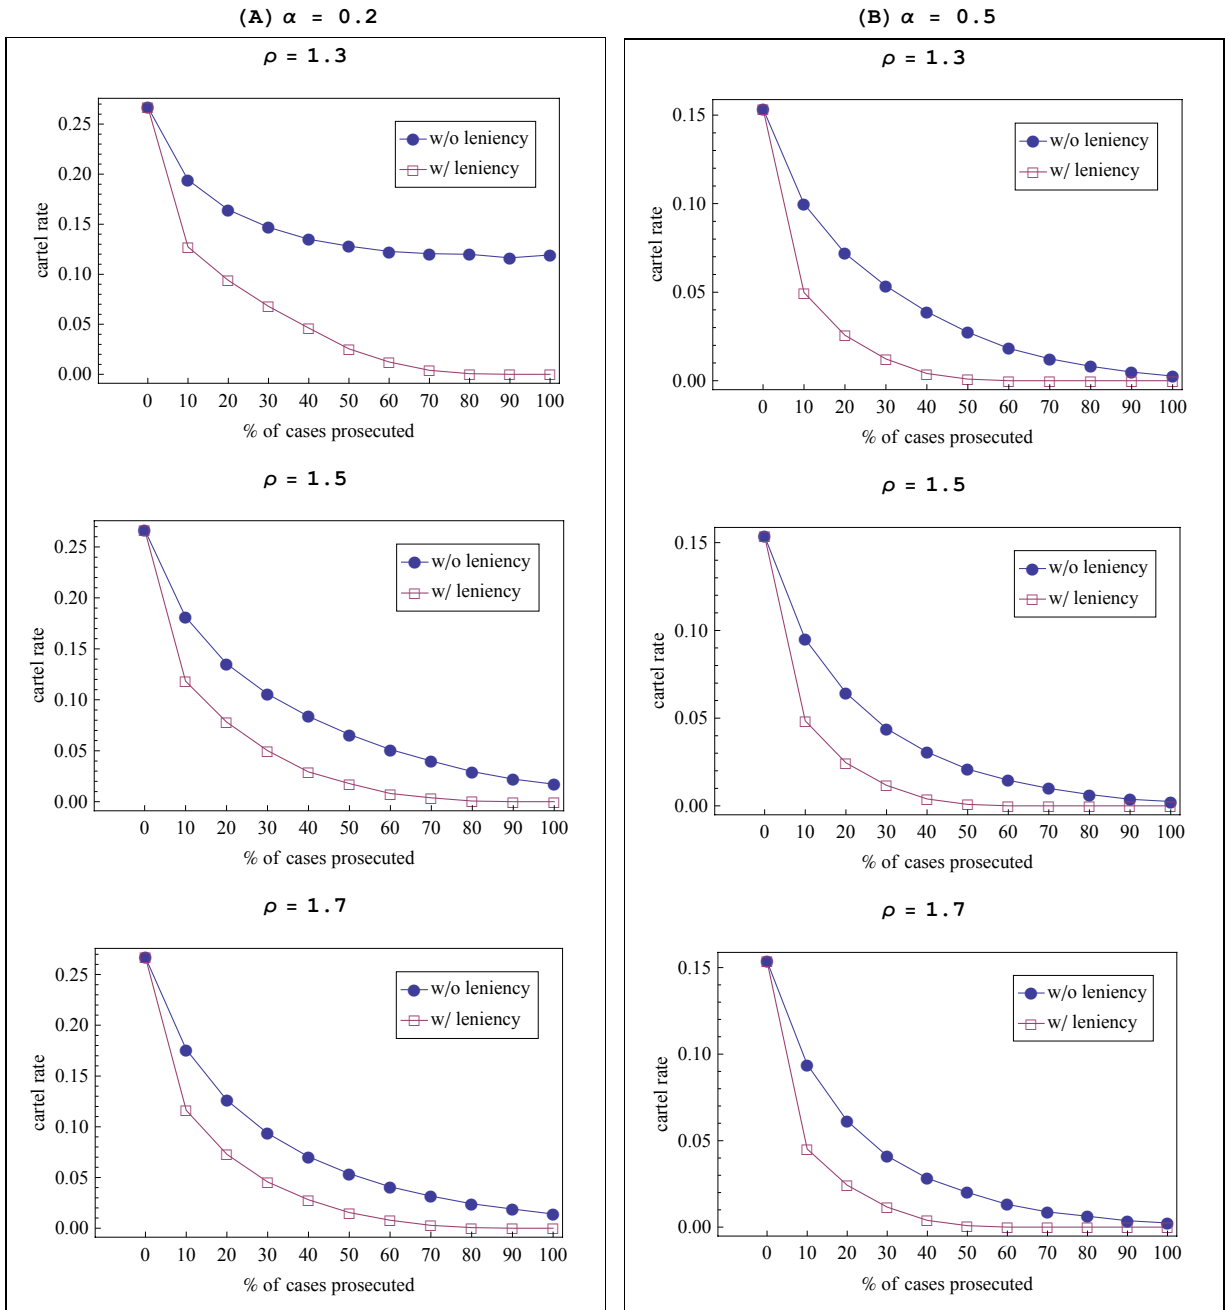 (A) α = 0.2
ρ = 1.3
0.25
0.20
0.15
0.10
0.05
0.00
cartel rate
w/o leniency
w/ leniency
0 10 20 30 40 50 60 70 80 90 100
% of cases prosecuted
ρ = 1.5
0.25
0.20
0.15
0.10
0.05
0.00
cartel rate
w/o leniency
w/ leniency
0 10 20 30 40 50 60 70 80 90 100
% of cases prosecuted
ρ = 1.7
0.25
0.20
0.15
0.10
0.05
0.00
cartel rate
w/o leniency
w/ leniency
0 10 20 30 40 50 60 70 80 90 100
% of cases prosecuted
(B) α = 0.5
ρ = 1.3
0.15
0.10
0.05
0.00
cartel rate
w/o leniency
w/ leniency
0 10 20 30 40 50 60 70 80 90 100
% of cases prosecuted
ρ = 1.5
0.15
0.10
0.05
0.00
cartel rate
w/o leniency
w/ leniency
0 10 20 30 40 50 60 70 80 90 100
% of cases prosecuted
ρ = 1.7
0.15
0.10
0.05
0.00
cartel rate
w/o leniency
w/ leniency
0 10 20 30 40 50 60 70 80 90 100
% of cases prosecuted